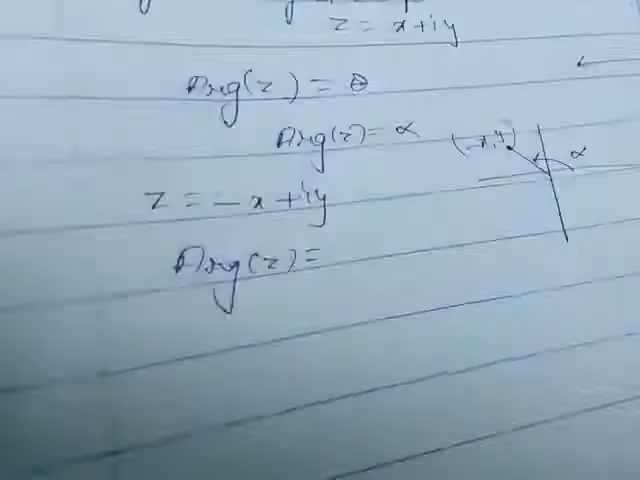 z = x+iy
Arg(z) = θ
Arg(z) = α
(-x,y)
α
z = -x +iy
Arg(z) =